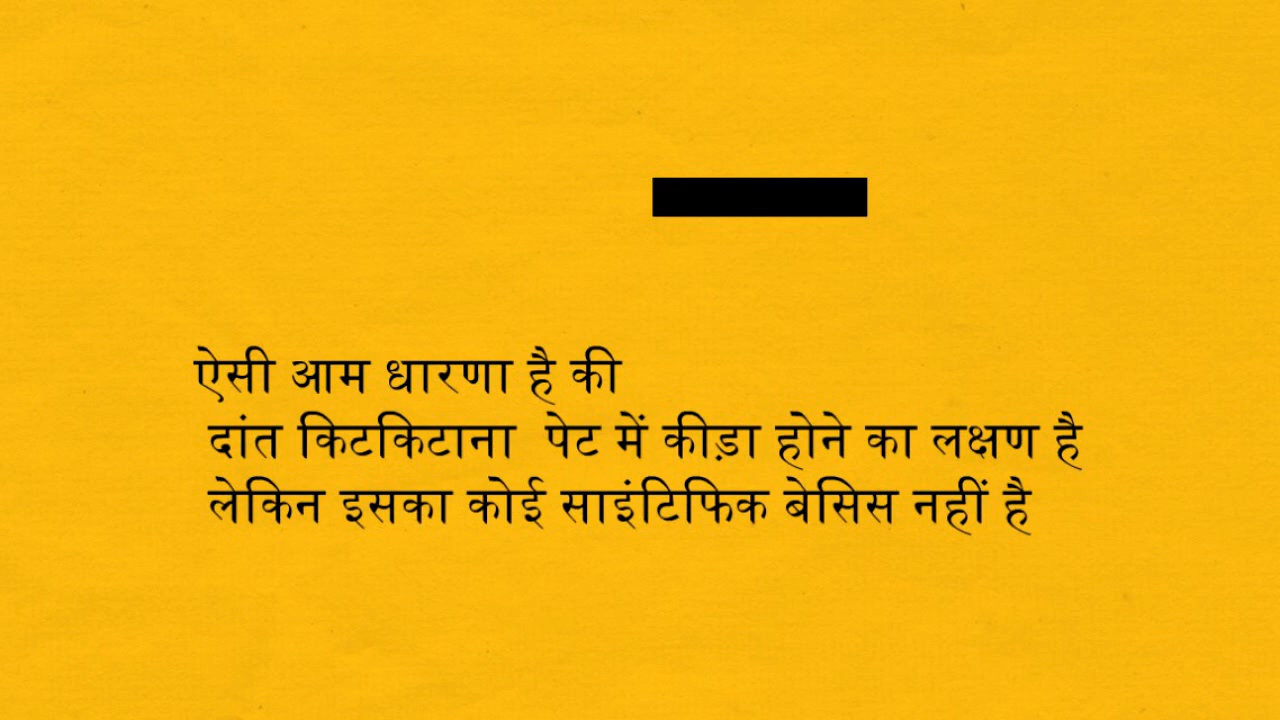 ऐसी आम धारणा है की
दांत किटकिटाना पेट में कीड़ा होने का लक्षण है
लेकिन इसका कोई साइंटिफिक बेसिस नहीं है